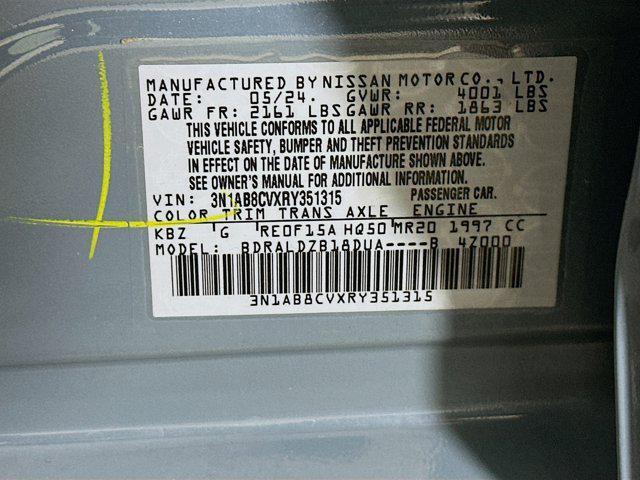 MANUFACTURED BY NISSAN MOTOR CO., LTD.
DATE: 05/24. GVWR: 4001 LBS
GAWR FR: 2161 LBS GAWR RR: 1863 LBS
THIS VEHICLE CONFORMS TO ALL APPLICABLE FEDERAL MOTOR
VEHICLE SAFETY, BUMPER AND THEFT PREVENTION STANDARDS
IN EFFECT ON THE DATE OF MANUFACTURE SHOWN ABOVE.
SEE OWNER'S MANUAL FOR ADDITIONAL INFORMATION.
VIN: 3N1AB8CVXRY351315 PASSENGER CAR.
COLOR TRIM TRANS AXLE ENGINE
KBZ G RE0F15A HQ50 MR20 1997 CC
BDRALDZB18DUA----B 4Z000
3N1AB8CVXRY351315